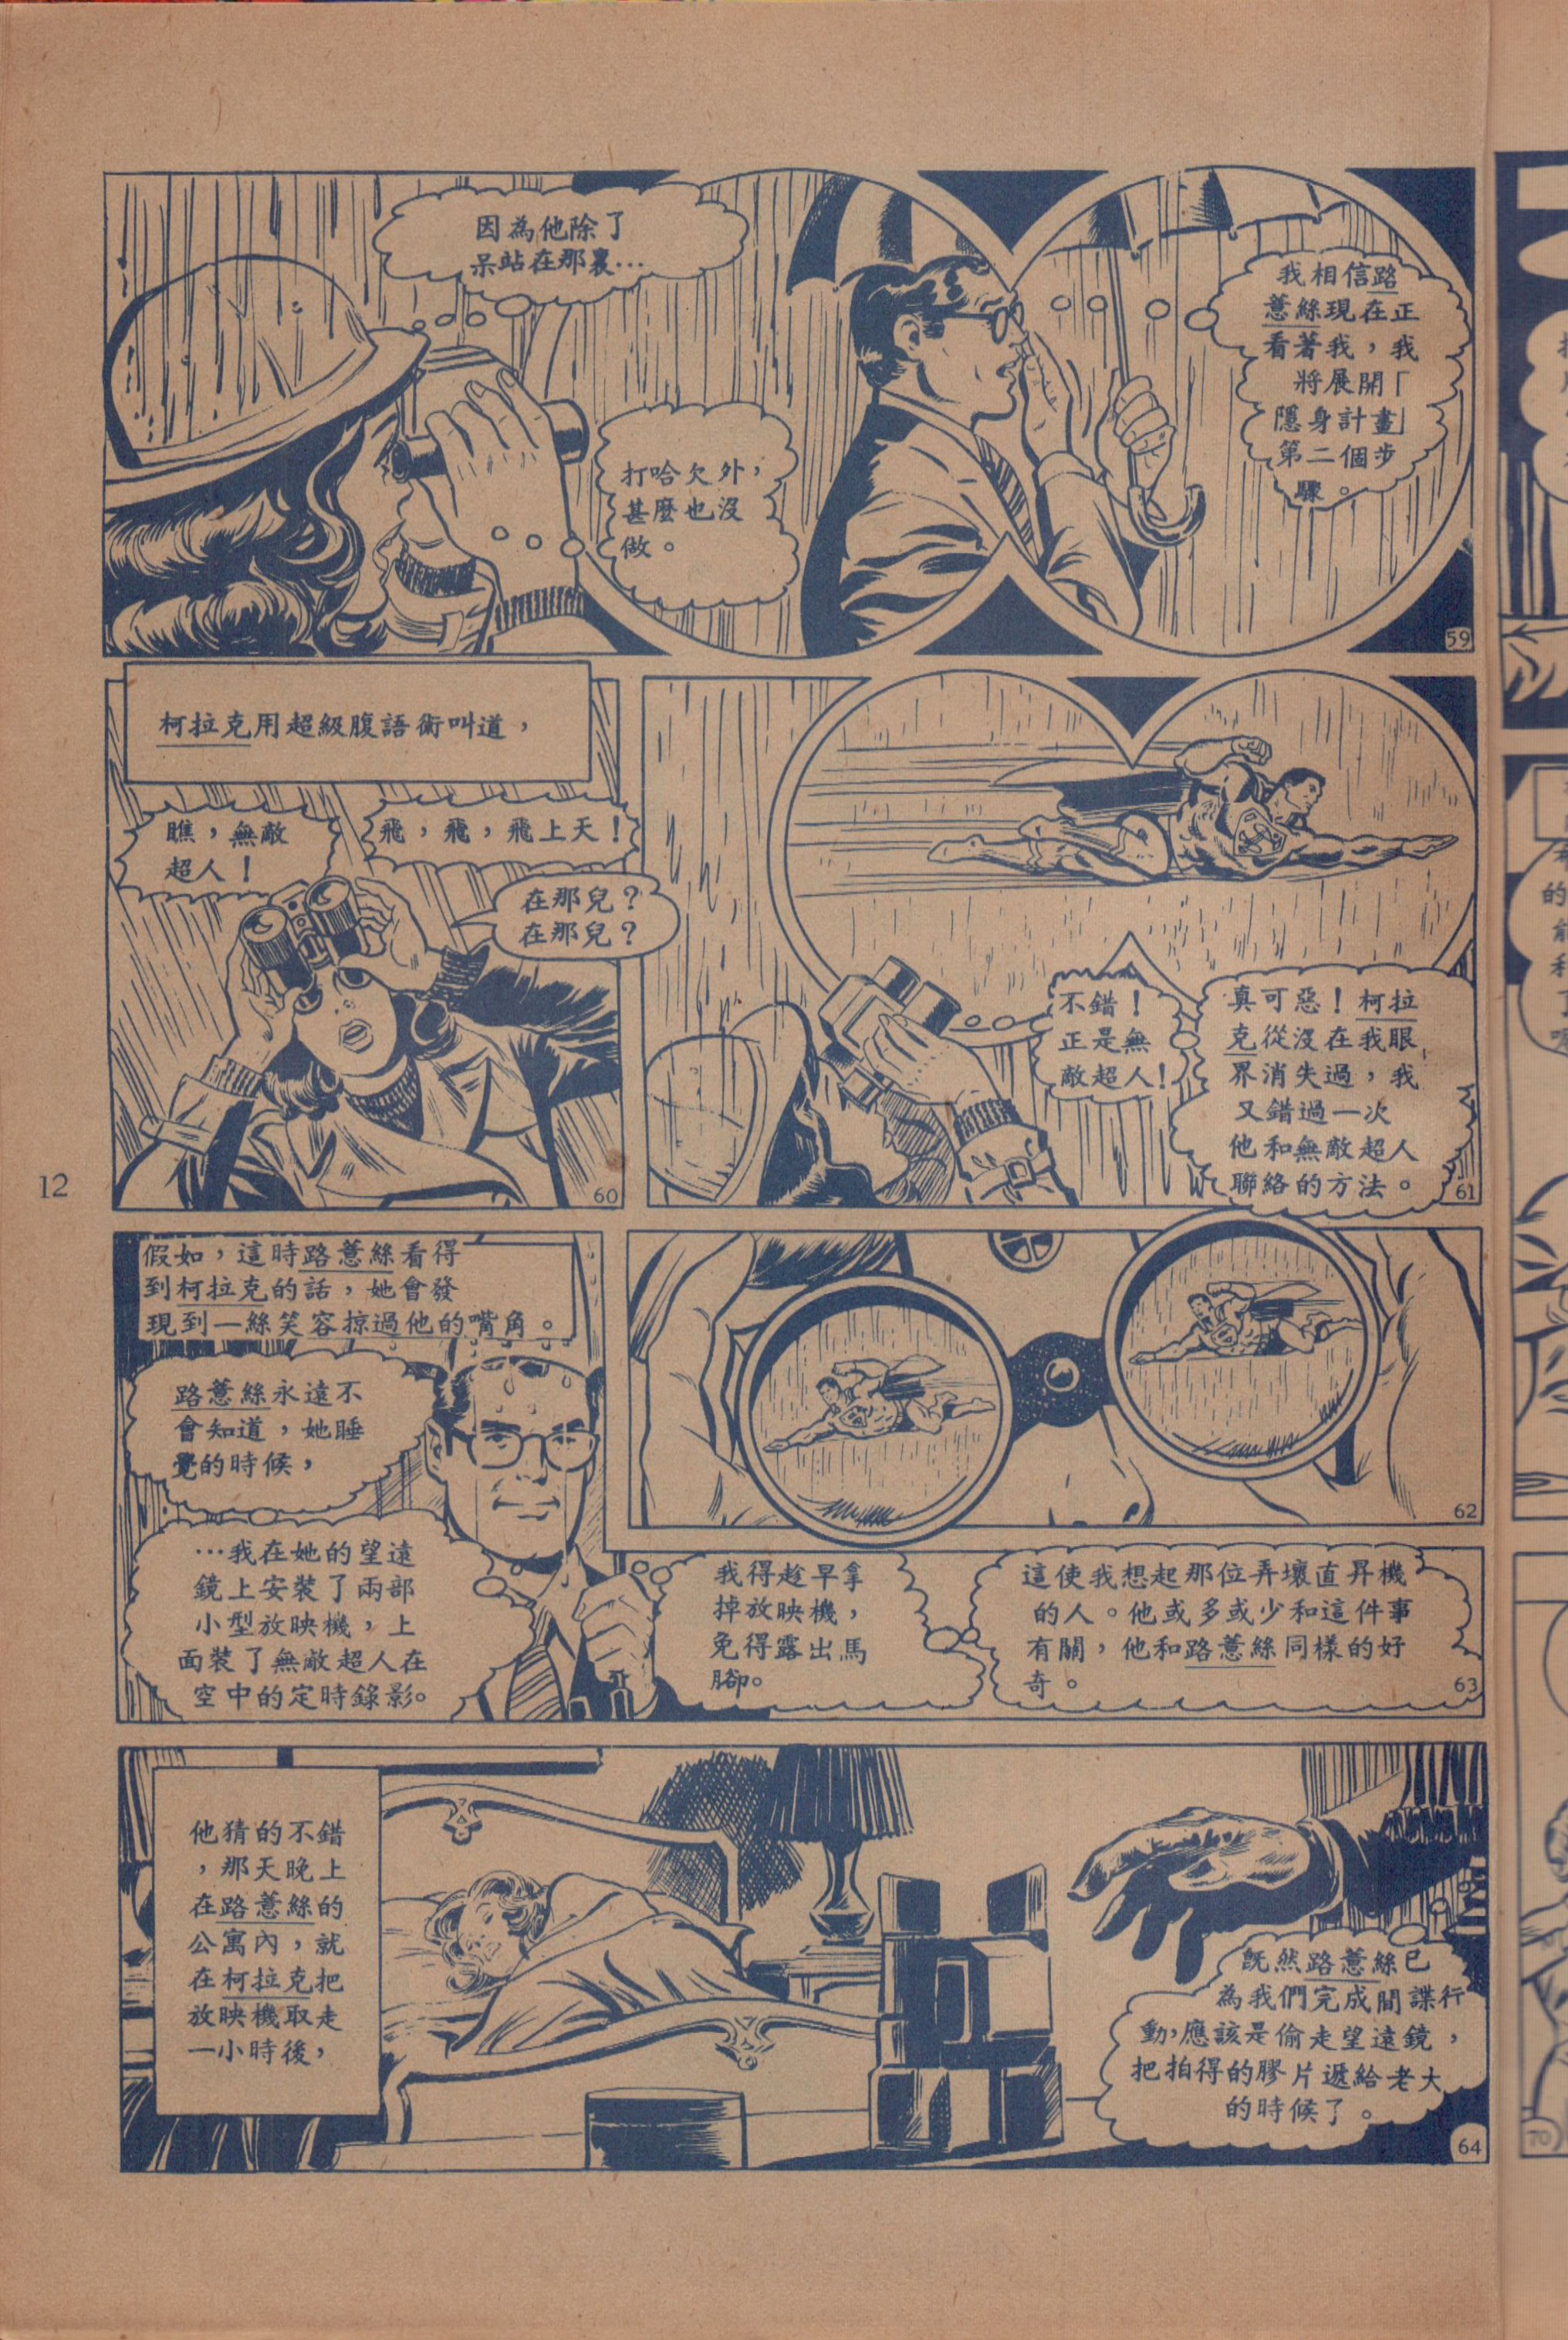 因為他除了
呆站在那裏…
打哈欠外，
甚麼也沒
做。
我相信路
薏絲現在正
看著我，我
將展開「
隱身計畫」
第二個步
驟。
59
柯拉克用超級腹語術叫道，
瞧，無敵
超人！
飛，飛，飛上天！
在那兒？
在那兒？
60
不錯！
正是無
敵超人！
真可惡！柯拉
克從沒在我眼
界消失過，我
又錯過一次
他和無敵超人
聯絡的方法。
61
12
假如，這時路薏絲看得
到柯拉克的話，她會發
現到一絲笑容掠過他的嘴角。
路薏絲永遠不
會知道，她睡
覺的時候，
…我在她的望遠
鏡上安裝了兩部
小型放映機，上
面裝了無敵超人在
空中的定時錄影。
62
我得趁早拿
掉放映機，
免得露出馬
腳。
這使我想起那位弄壞直昇機
的人。他或多或少和這件事
有關，他和路薏絲同樣的好
奇。
63
他猜的不錯
，那天晚上
在路薏絲的
公寓內，就
在柯拉克把
放映機取走
一小時後，
既然路薏絲已
為我們完成間諜行
動，應該是偷走望遠鏡，
把拍得的膠片遞給老大
的時候了。
64
70